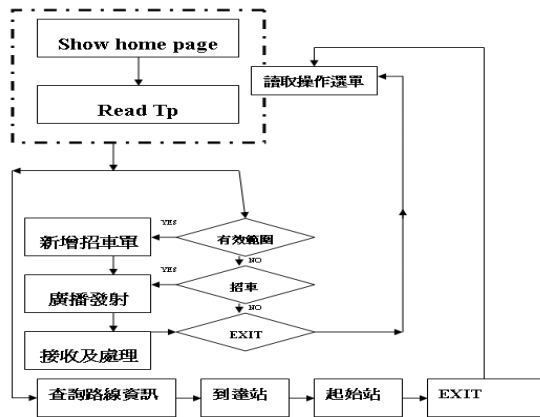 Show home page
讀取操作選單
Read Tp
YES
新增招車單
有效範圍
NO
YES
廣播發射
招車
NO
接收及處理
EXIT
查詢路線資訊
到達站
起始站
EXIT